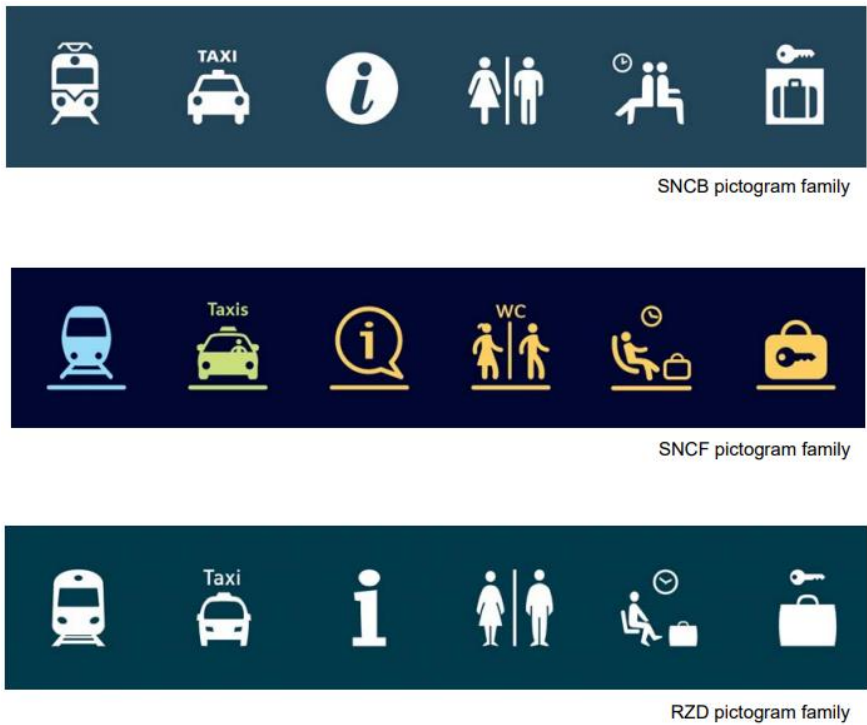 TAXI
i
SNCB pictogram family
Taxis
i
WC
SNCF pictogram family
Taxi
i
RZD pictogram family